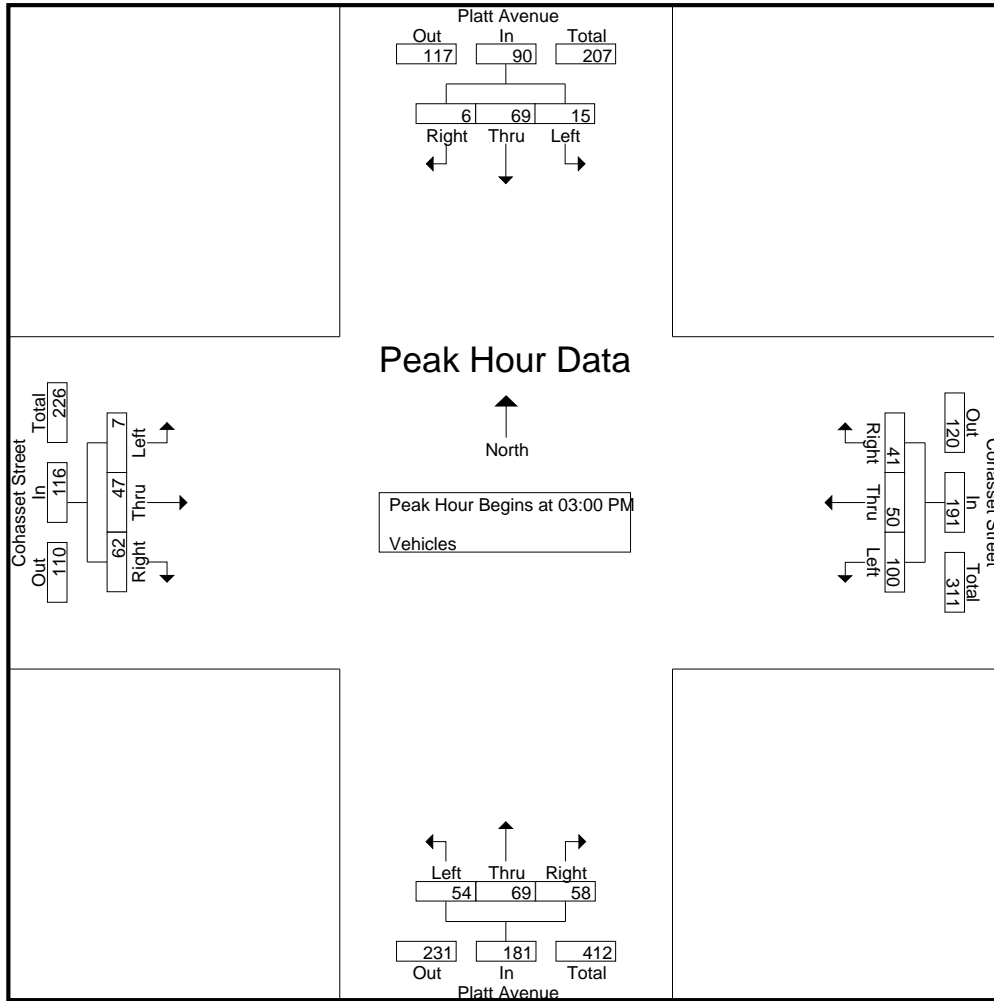 Platt Avenue
Out In Total
117 90 207
6 69 15
Right Thru Left
Peak Hour Data
North
Peak Hour Begins at 03:00 PM
Vehicles
Cohasset Street
Total In Out
226 116 110
7 47 62
Left Thru Right
Right Thru Left
41 50 100
120 191 311
Out In Total
Cohasset Street
Left Thru Right
54 69 58
231 181 412
Out In Total
Platt Avenue